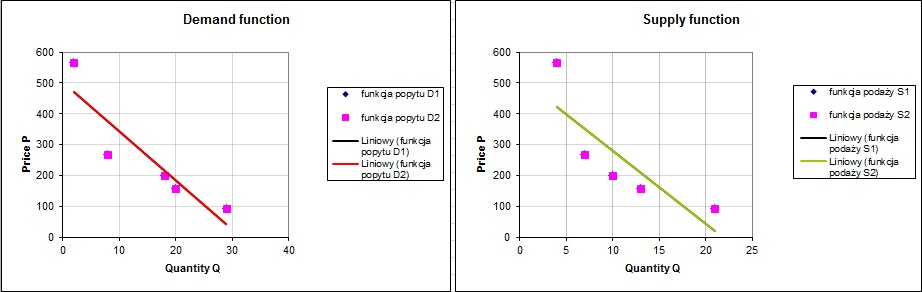 Demand function
600
500
400
300
200
100
0
Price P
0 10 20 30 40
Quantity Q
funkcja popytu D1
funkcja popytu D2
Liniowy (funkcja
popytu D1)
Liniowy (funkcja
popytu D2)
Supply function
600
500
400
300
200
100
0
Price P
0 5 10 15 20 25
Quantity Q
funkcja podaży S1
funkcja podaży S2
Liniowy (funkcja
podaży S1)
Liniowy (funkcja
podaży S2)